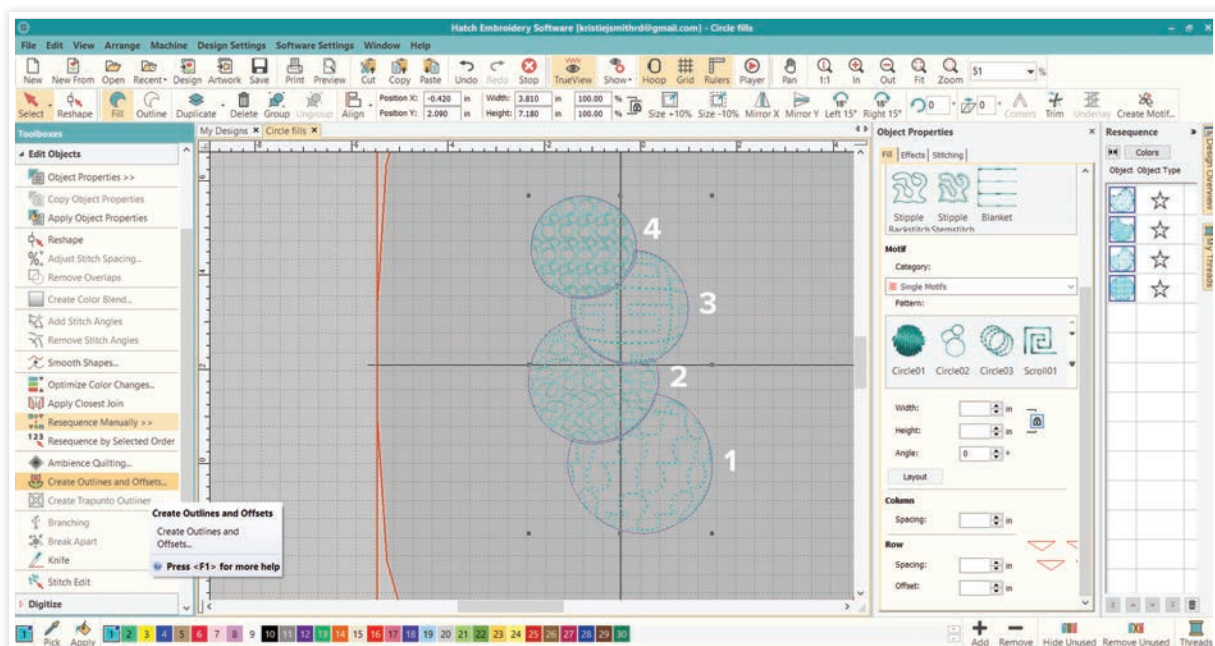 Hatch Embroidery Software [kristiejsmithrd@gmail.com] - Circle fills
File Edit View Arrange Machine Design Settings Software Settings Window Help
New New From Open Recent Design Artwork Save Print Preview Cut Copy Paste Undo Redo Stop TrueView Show Hoop Grid Rulers Player Pan 1:1 In Out Fit Zoom 51 %
Position X: -0.420 in Width: 3.810 in 100.00 %
Position Y: 2.090 in Height: 7.180 in 100.00 %
Select Reshape Fill Outline Duplicate Delete Group Ungroup Align Size +10% Size -10% Mirror X Mirror Y Left 15° Right 15° 0 0 Corners Trim Underlay Create Motif...
Toolboxes
Edit Objects
Object Properties >>
Copy Object Properties
Apply Object Properties
Reshape
Adjust Stitch Spacing...
Remove Overlaps
Create Color Blend...
Add Stitch Angles
Remove Stitch Angles
Smooth Shapes...
Optimize Color Changes...
Apply Closest Join
Resequence Manually >>
Resequence by Selected Order
Ambience Quilting...
Create Outlines and Offsets...
Create Trapunto Outlines
Branching
Break Apart
Knife
Stitch Edit
Digitize
Create Outlines and Offsets
Create Outlines and
Offsets...
Press <F1> for more help
My Designs × Circle fills ×
4
3
2
1
Object Properties
Fill Effects Stitching
Stipple Stipple Blanket
Backstitch Stemstitch
Motif
Category:
Single Motifs
Pattern:
Circle01 Circle02 Circle03 Scroll01
Width: in
Height: in
Angle: 0 °
Layout
Column
Spacing: in
Row
Spacing: in
Offset: in
Resequence
Colors
Object Object Type
Design Overview
My Threads
Pick Apply
1 1 2 3 4 5 6 7 8 9 10 11 12 13 14 15 16 17 18 19 20 21 22 23 24 25 26 27 28 29 30
Add Remove Hide Unused Remove Unused Threads